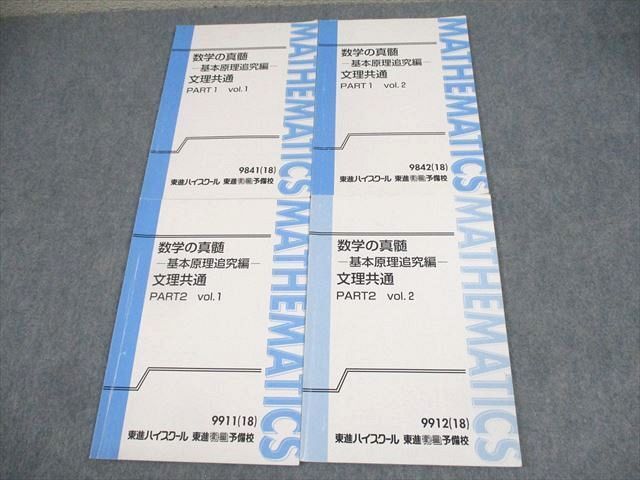 数学の真髄
―基本原理追究編―
文理共通
PART1 vol.1
9841(18)
東進ハイスクール 東進衛星予備校
MATHEMATICS
数学の真髄
―基本原理追究編―
文理共通
PART1 vol.2
9842(18)
東進ハイスクール 東進衛星予備校
MATHEMATICS
数学の真髄
―基本原理追究編―
文理共通
PART2 vol.1
9911(18)
東進ハイスクール 東進衛星予備校
MATHEMATICS
数学の真髄
―基本原理追究編―
文理共通
PART2 vol.2
9912(18)
東進ハイスクール 東進衛星予備校
MATHEMATICS